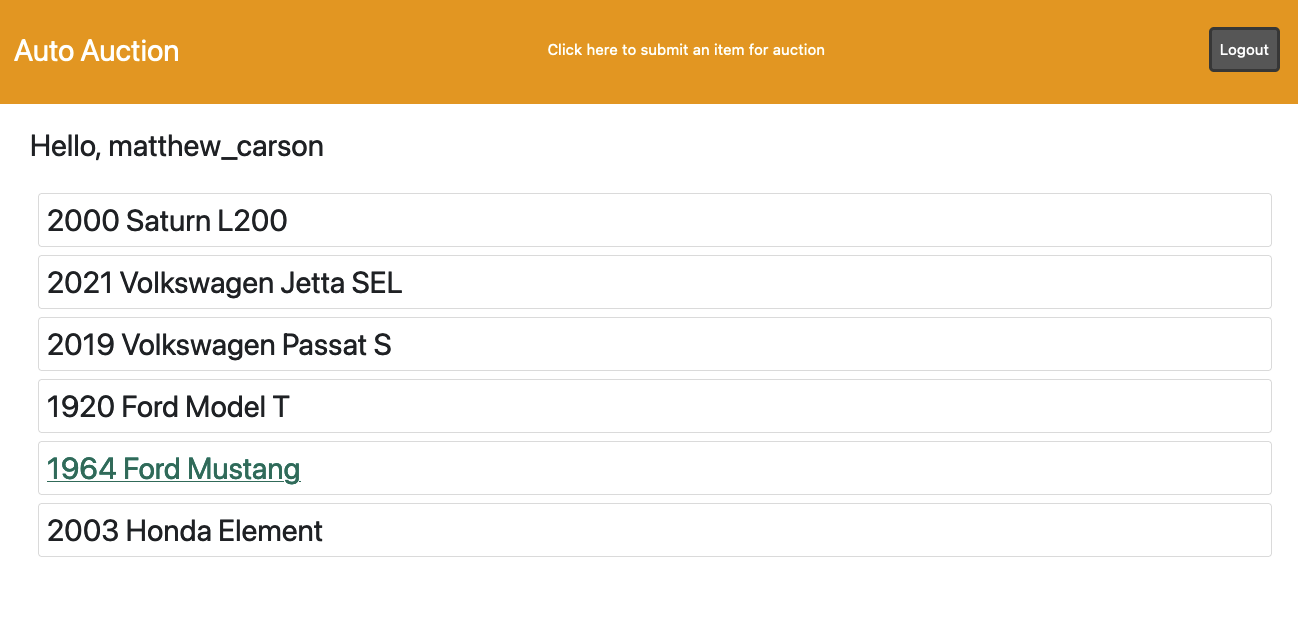 Auto Auction
Click here to submit an item for auction
Logout
Hello, matthew_carson
2000 Saturn L200
2021 Volkswagen Jetta SEL
2019 Volkswagen Passat S
1920 Ford Model T
1964 Ford Mustang
2003 Honda Element